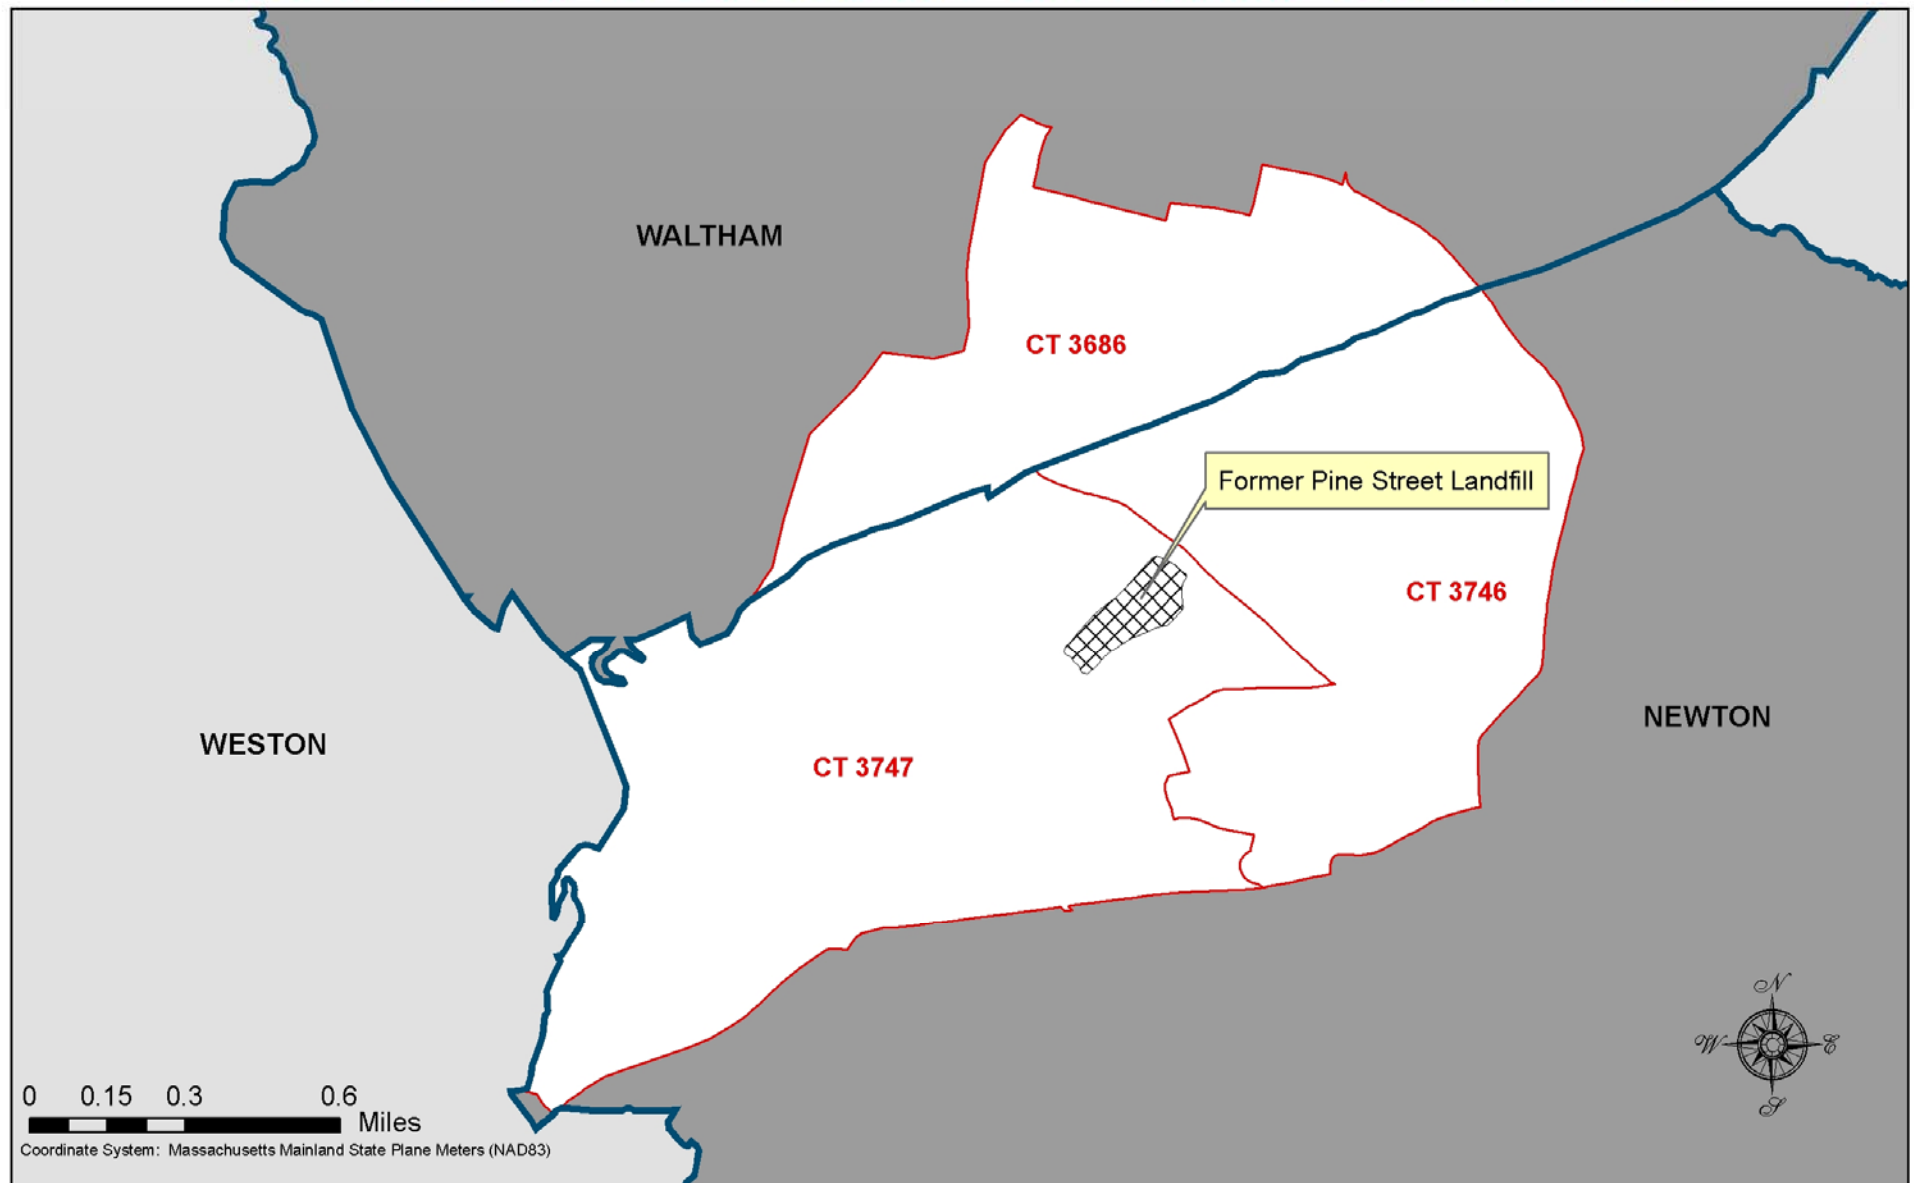 WALTHAM
CT 3686
Former Pine Street Landfill
CT 3746
NEWTON
WESTON
CT 3747
N
W E
S
0 0.15 0.3 0.6
Miles
Coordinate System: Massachusetts Mainland State Plane Meters (NAD83)